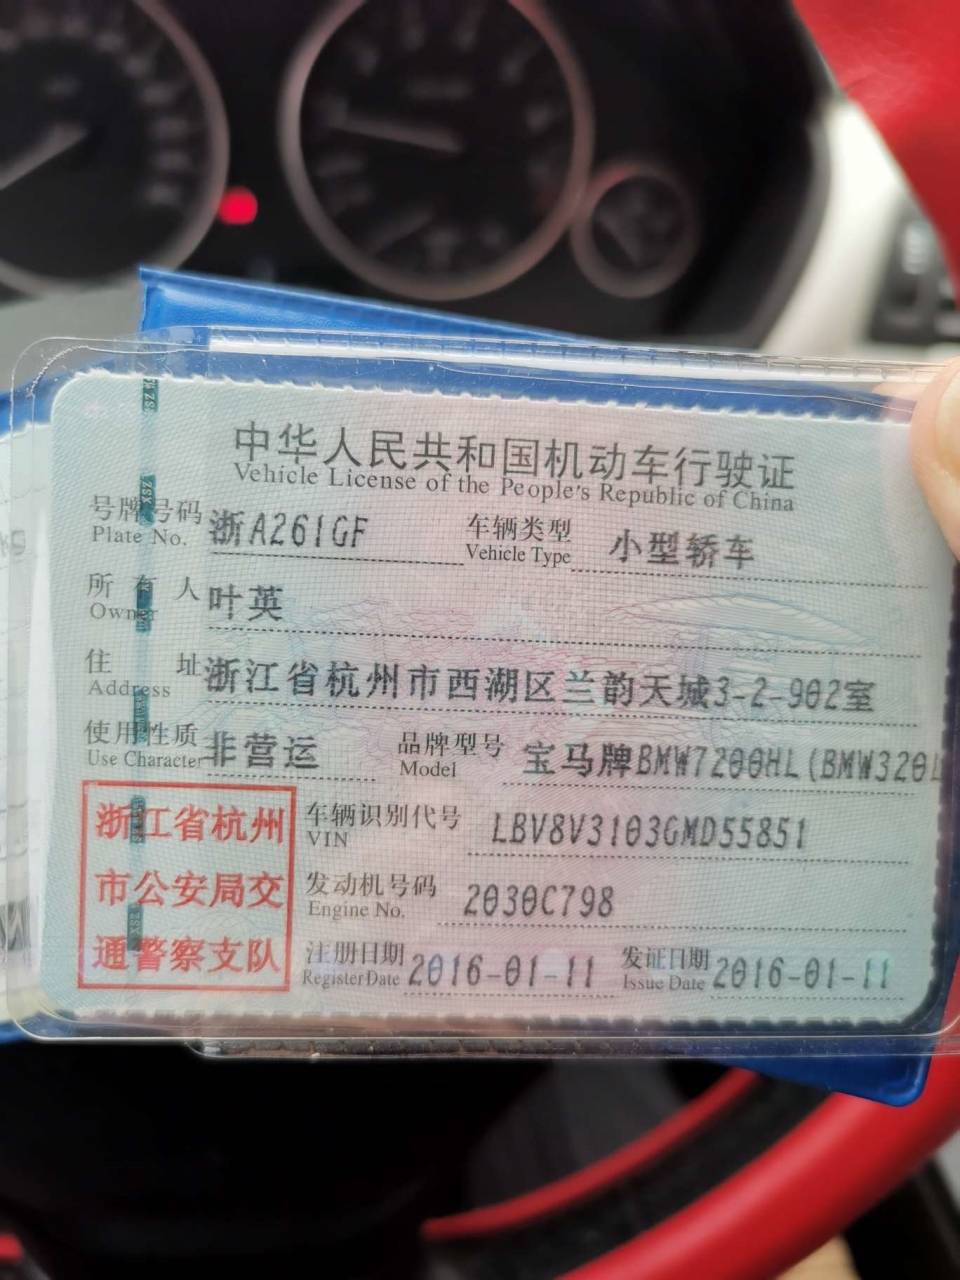 中华人民共和国机动车行驶证
Vehicle License of the People's Republic of China
号牌号码 浙A261GF 车辆类型 小型轿车
Plate No. Vehicle Type
所有人 叶英
Owner
住址 浙江省杭州市西湖区兰韵天城3-2-902室
Address
使用性质 非营运 品牌型号 宝马牌BMW7200HL(BMW320L
Use Character Model
浙江省杭州 车辆识别代号 LBV8V3103GMD55851
VIN
市公安局交 发动机号码 2030C798
Engine No.
通警察支队 注册日期 2016-01-11 发证日期 2016-01-11
Register Date Issue Date